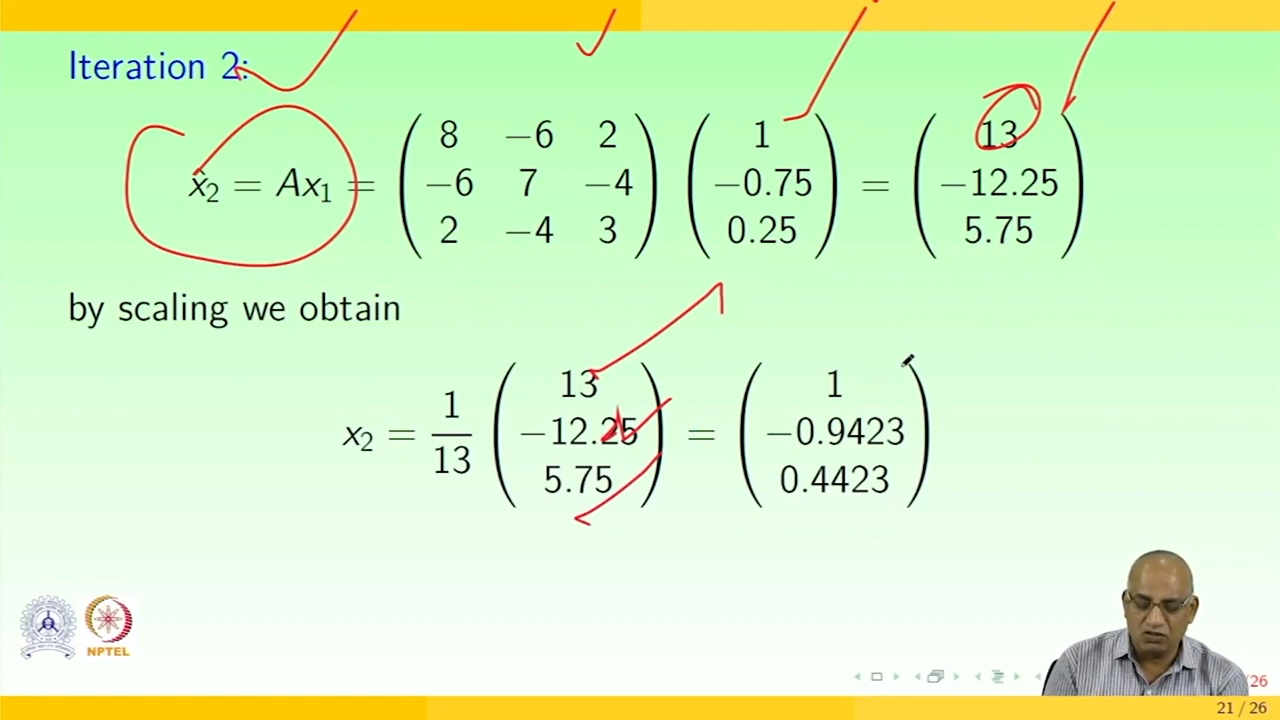 Iteration 2:
x̂₂ = Ax₁ = ( 8 −6 2 ; −6 7 −4 ; 2 −4 3 ) ( 1 ; −0.75 ; 0.25 ) = ( 13 ; −12.25 ; 5.75 )
by scaling we obtain
x₂ = 1/13 ( 13 ; −12.25 ; 5.75 ) = ( 1 ; −0.9423 ; 0.4423 )
NPTEL
/26
21 / 26